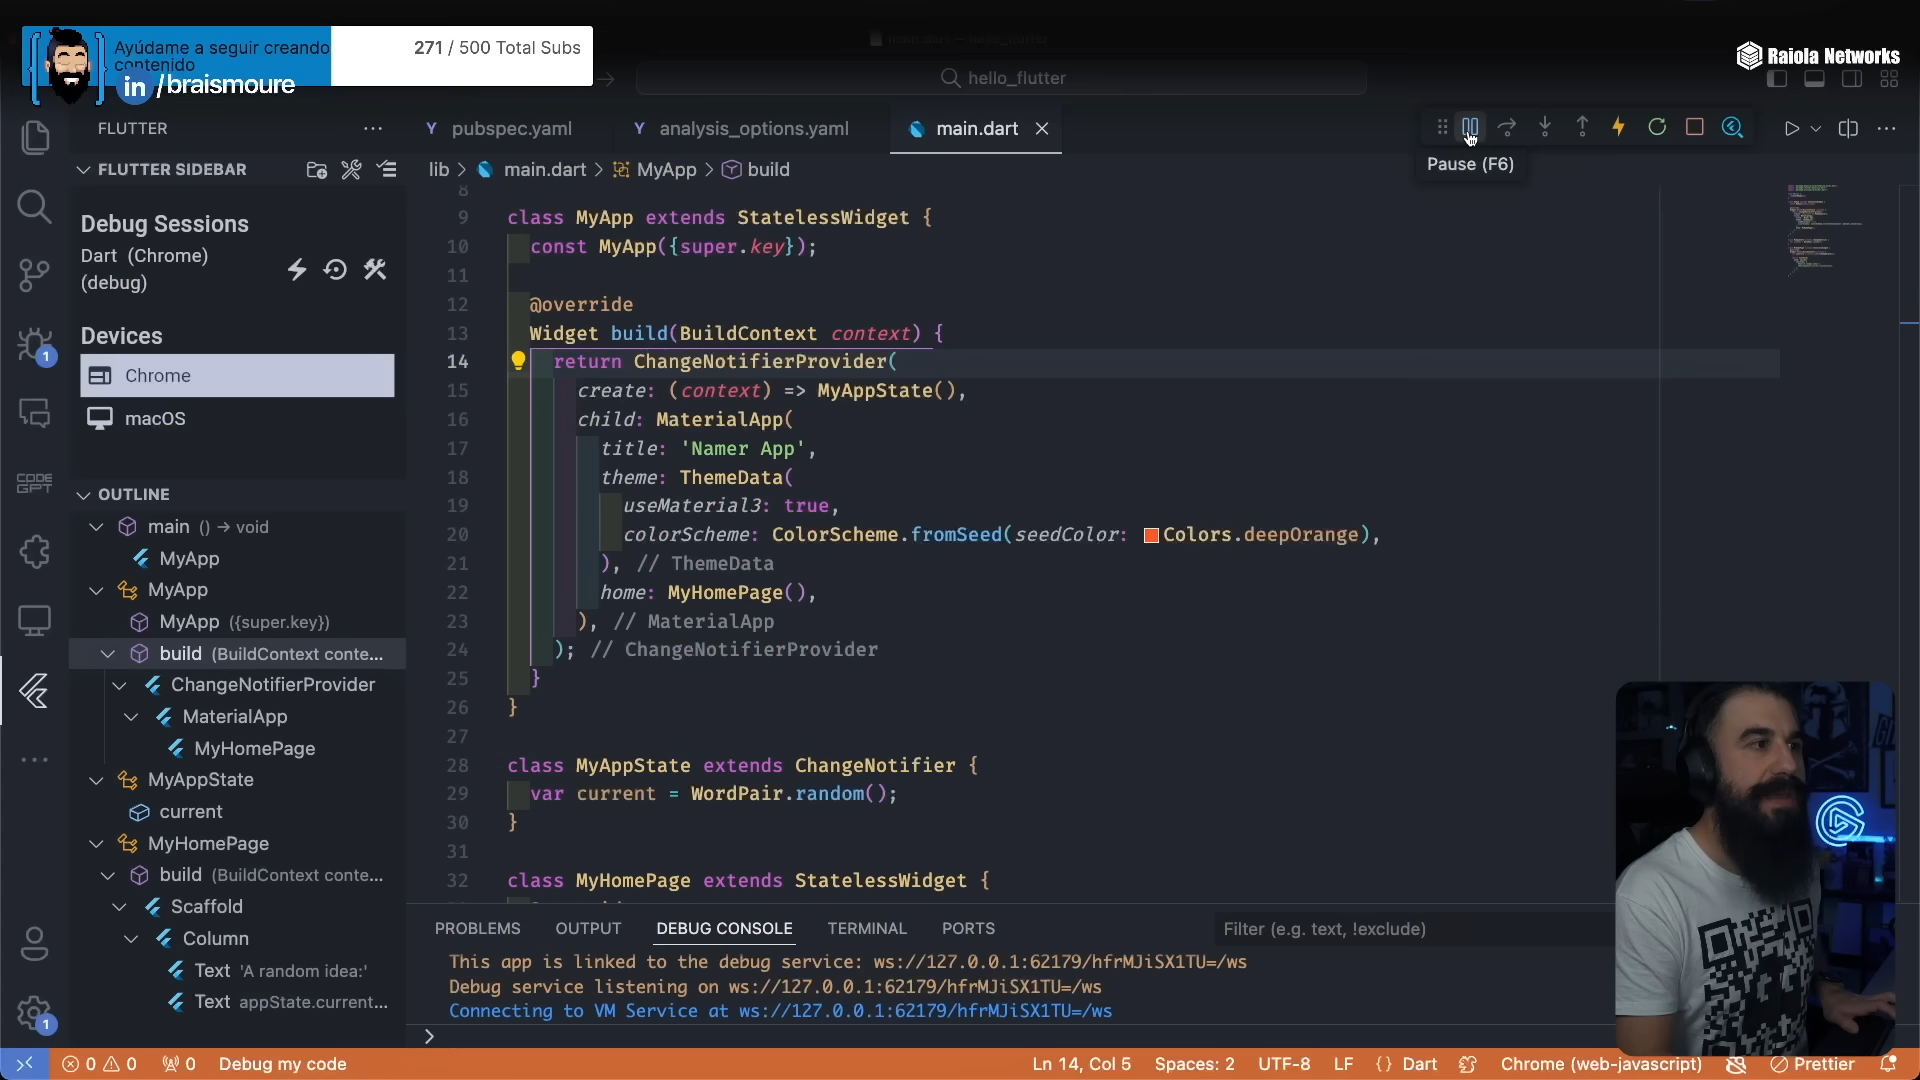 Ayúdame a seguir creando
contenido
271 / 500 Total Subs
in /braismoure
hello_flutter
Raiola Networks
FLUTTER
pubspec.yaml
analysis_options.yaml
main.dart
Pause (F6)
FLUTTER SIDEBAR
lib > main.dart > MyApp > build
Debug Sessions
Dart (Chrome)
(debug)
Devices
Chrome
macOS
OUTLINE
main () → void
MyApp
MyApp
MyApp ({super.key})
build (BuildContext conte...
ChangeNotifierProvider
MaterialApp
MyHomePage
MyAppState
current
MyHomePage
build (BuildContext conte...
Scaffold
Column
Text 'A random idea:'
Text appState.current...
1
CODE
GPT
1
8
9 class MyApp extends StatelessWidget {
10 const MyApp({super.key});
11
12 @override
13 Widget build(BuildContext context) {
14 return ChangeNotifierProvider(
15 create: (context) => MyAppState(),
16 child: MaterialApp(
17 title: 'Namer App',
18 theme: ThemeData(
19 useMaterial3: true,
20 colorScheme: ColorScheme.fromSeed(seedColor: Colors.deepOrange),
21 ), // ThemeData
22 home: MyHomePage(),
23 ), // MaterialApp
24 ); // ChangeNotifierProvider
25 }
26 }
27
28 class MyAppState extends ChangeNotifier {
29 var current = WordPair.random();
30 }
31
32 class MyHomePage extends StatelessWidget {
PROBLEMS OUTPUT DEBUG CONSOLE TERMINAL PORTS
Filter (e.g. text, !exclude)
This app is linked to the debug service: ws://127.0.0.1:62179/hfrMJiSX1TU=/ws
Debug service listening on ws://127.0.0.1:62179/hfrMJiSX1TU=/ws
Connecting to VM Service at ws://127.0.0.1:62179/hfrMJiSX1TU=/ws
0 0 0 Debug my code
Ln 14, Col 5 Spaces: 2 UTF-8 LF {} Dart Chrome (web-javascript) Prettier